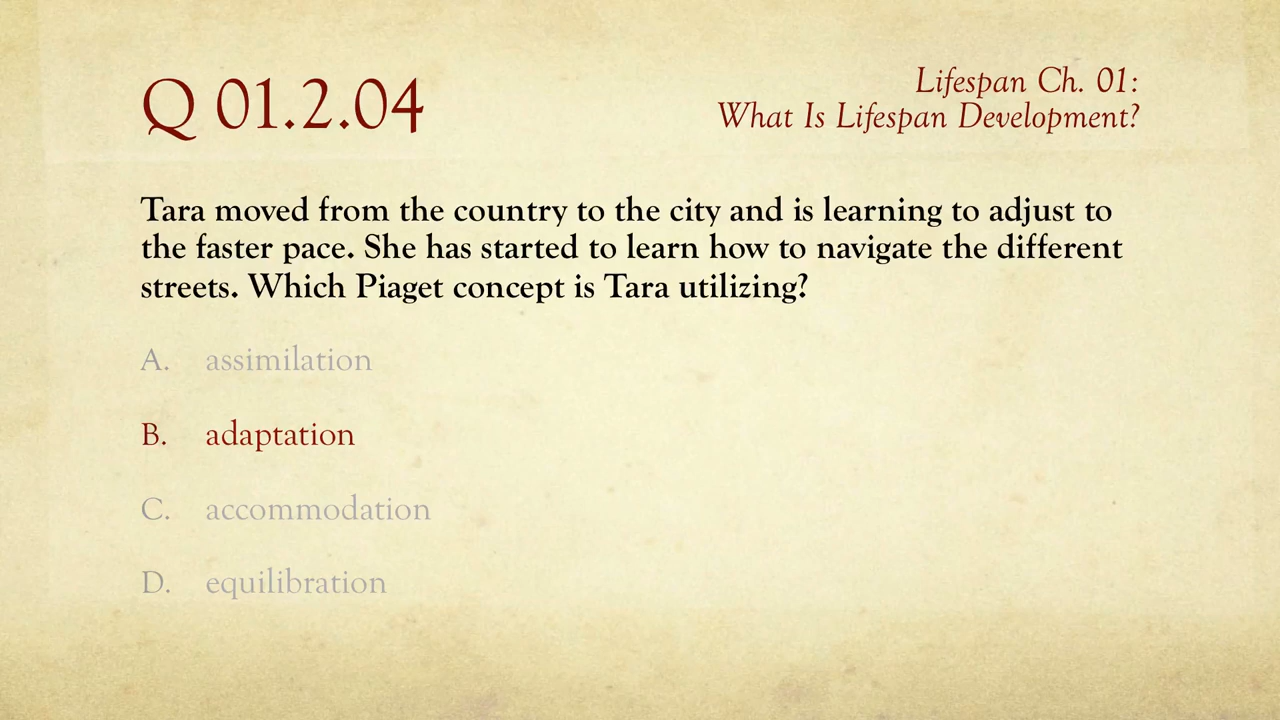 Q 01.2.04
Lifespan Ch. 01:
What Is Lifespan Development?
Tara moved from the country to the city and is learning to adjust to
the faster pace. She has started to learn how to navigate the different
streets. Which Piaget concept is Tara utilizing?
A. assimilation
B. adaptation
C. accommodation
D. equilibration